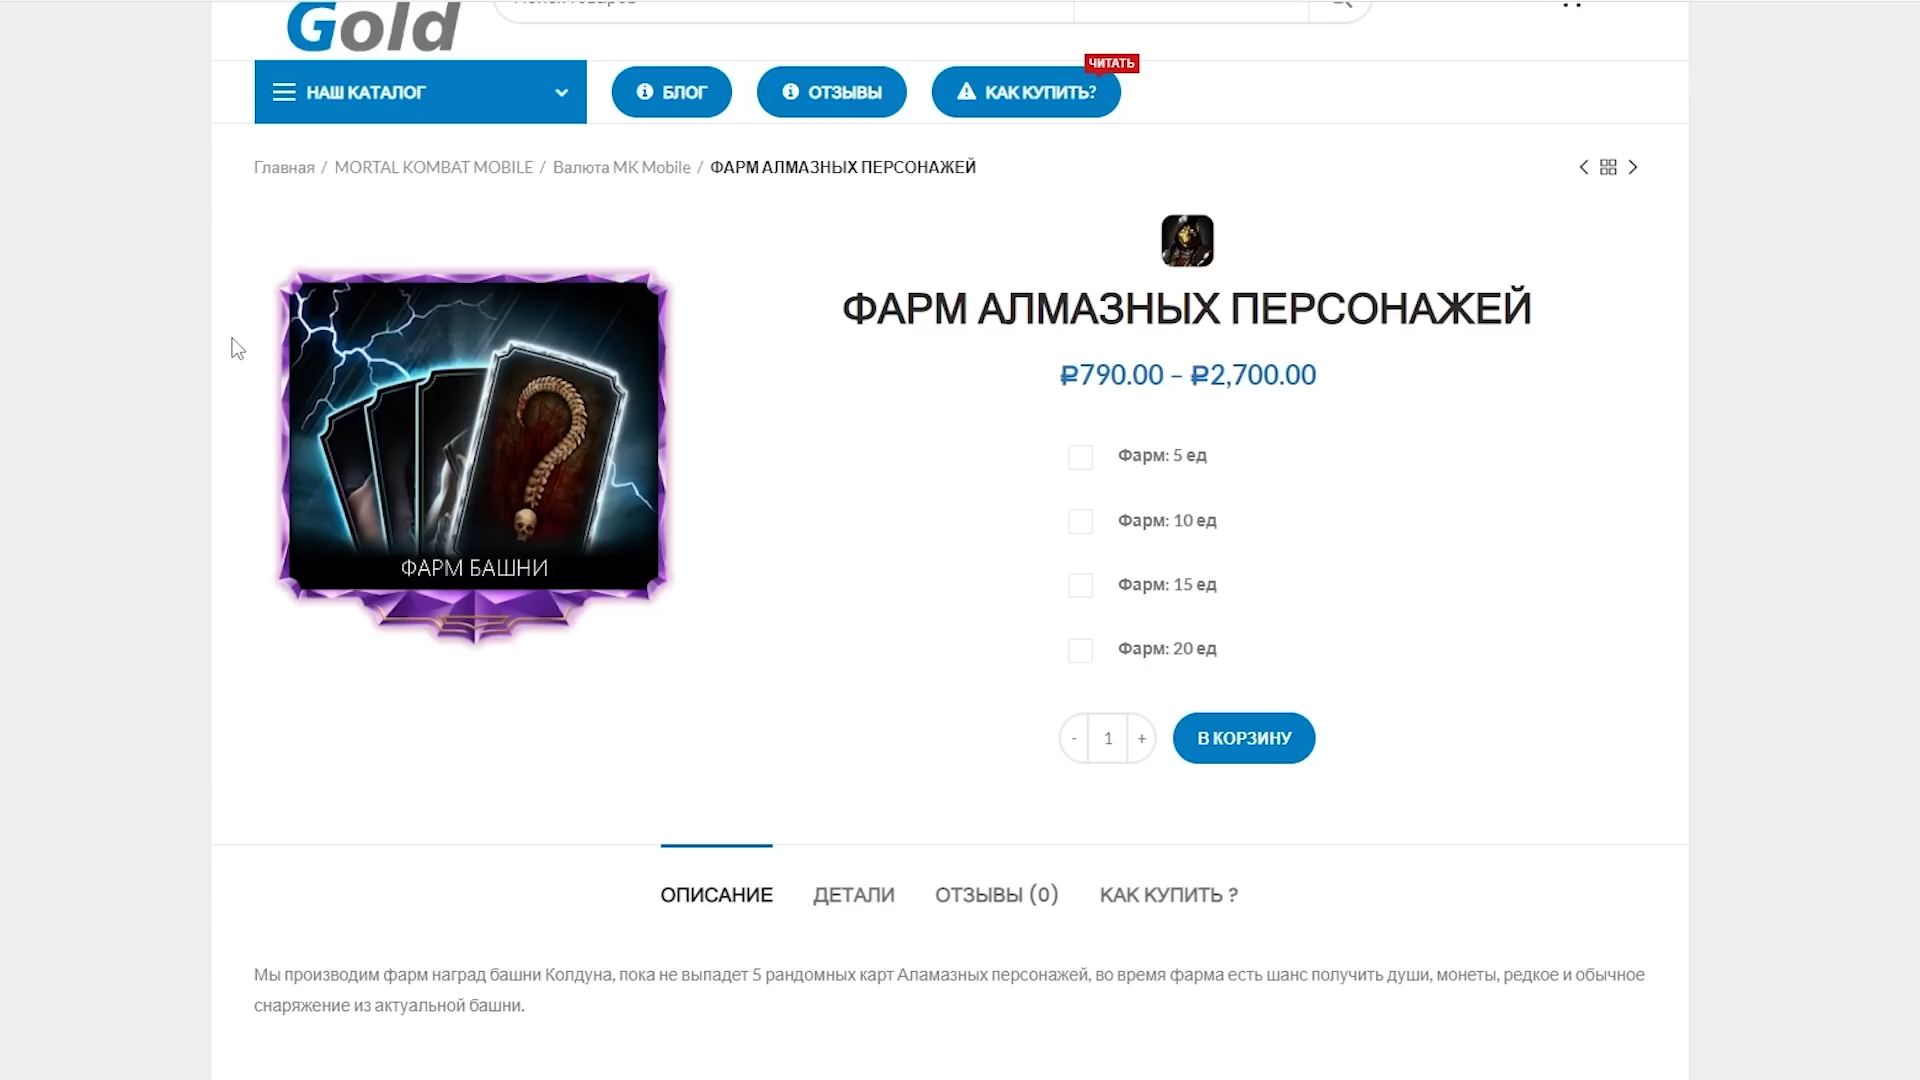 Gold
НАШ КАТАЛОГ
БЛОГ
ОТЗЫВЫ
КАК КУПИТЬ?
ЧИТАТЬ
Главная / MORTAL KOMBAT MOBILE / Валюта MK Mobile / ФАРМ АЛМАЗНЫХ ПЕРСОНАЖЕЙ
ФАРМ БАШНИ
ФАРМ АЛМАЗНЫХ ПЕРСОНАЖЕЙ
₽790.00 – ₽2,700.00
Фарм: 5 ед
Фарм: 10 ед
Фарм: 15 ед
Фарм: 20 ед
- 1 +
В КОРЗИНУ
ОПИСАНИЕ
ДЕТАЛИ
ОТЗЫВЫ (0)
КАК КУПИТЬ ?
Мы производим фарм наград башни Колдуна, пока не выпадет 5 рандомных карт Аламазных персонажей, во время фарма есть шанс получить души, монеты, редкое и обычное
снаряжение из актуальной башни.